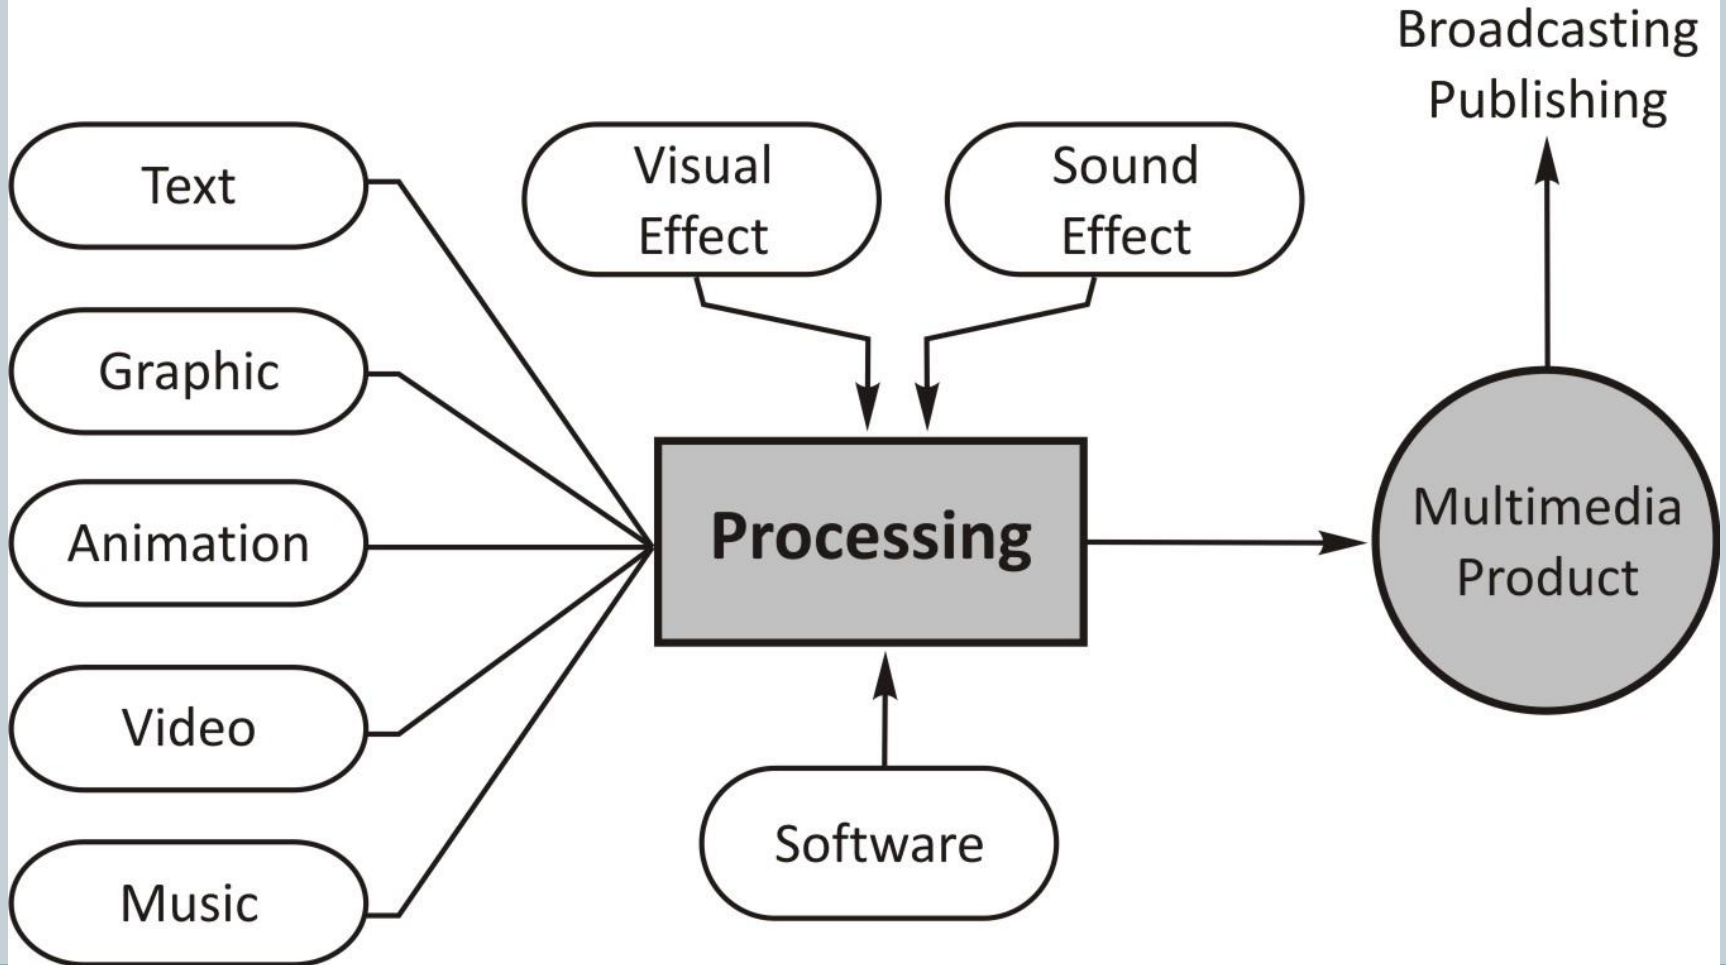 Broadcasting
Publishing
Text
Visual
Effect
Sound
Effect
Graphic
Animation
Processing
Multimedia
Product
Video
Software
Music